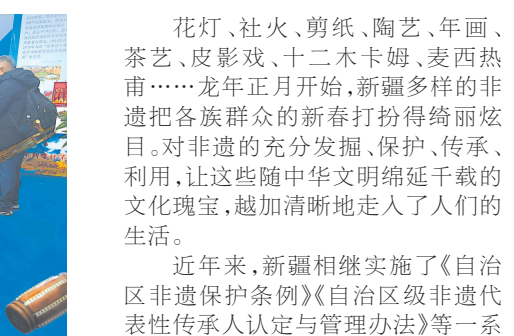 花灯、社火、剪纸、陶艺、年画、
茶艺、皮影戏、十二木卡姆、麦西热
甫……龙年正月开始,新疆多样的非
遗把各族群众的新春打扮得绮丽炫
目。对非遗的充分发掘、保护、传承、
利用,让这些随中华文明绵延千载的
文化瑰宝,越加清晰地走入了人们的
生活。
近年来,新疆相继实施了《自治
区非遗保护条例》《自治区级非遗代
表性传承人认定与管理办法》等一系